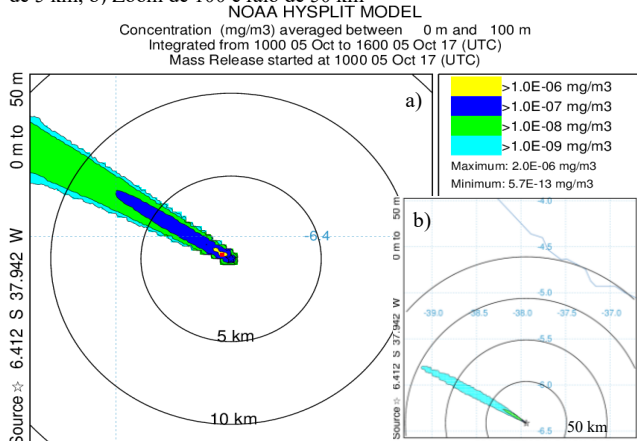 de 5 km, b) Zoom de 100 e raio de 50 km
NOAA HYSPLIT MODEL
Concentration (mg/m3) averaged between 0 m and 100 m
Integrated from 1000 05 Oct to 1600 05 Oct 17 (UTC)
Mass Release started at 1000 05 Oct 17 (UTC)
a)
>1.0E-06 mg/m3
>1.0E-07 mg/m3
>1.0E-08 mg/m3
>1.0E-09 mg/m3
Maximum: 2.0E-06 mg/m3
Minimum: 5.7E-13 mg/m3
Source ☆ 6.412 S 37.942 W 0 m to 50 m
-6.4
5 km
10 km
b)
Source ☆ 6.412 S 37.942 W 0 m to 50 m
-4.0
-4.5
-5.0
-39.0 -38.5 -38.0 -37.5 -37.0
-5.5
-6.0
-6.5
50 km